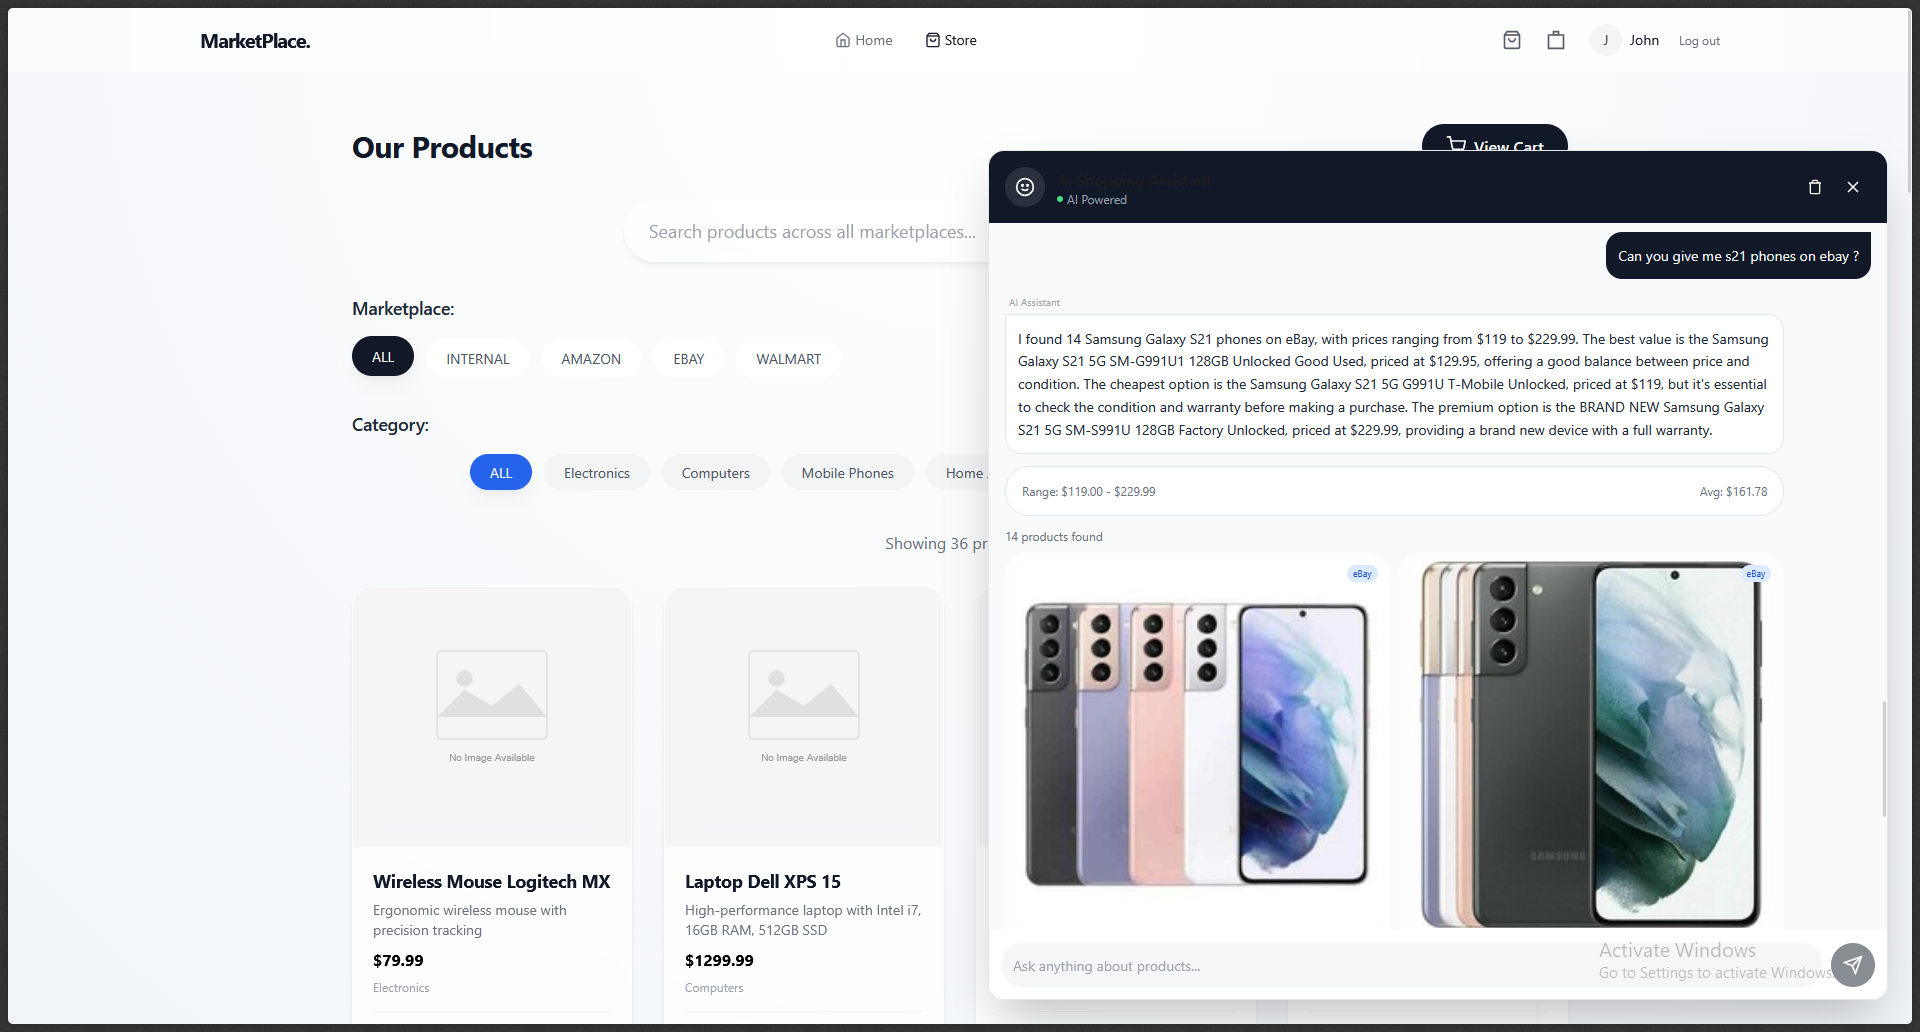 MarketPlace.
Home
Store
J
John
Log out
Our Products
View Cart
Search products across all marketplaces...
Marketplace:
ALL
INTERNAL
AMAZON
EBAY
WALMART
Category:
ALL
Electronics
Computers
Mobile Phones
Home
Showing 36 pr
No Image Available
No Image Available
Wireless Mouse Logitech MX
Ergonomic wireless mouse with
precision tracking
$79.99
Electronics
Laptop Dell XPS 15
High-performance laptop with Intel i7,
16GB RAM, 512GB SSD
$1299.99
Computers
AI Shopping Assistant
AI Powered
Can you give me s21 phones on ebay ?
AI Assistant
I found 14 Samsung Galaxy S21 phones on eBay, with prices ranging from $119 to $229.99. The best value is the Samsung
Galaxy S21 5G SM-G991U1 128GB Unlocked Good Used, priced at $129.95, offering a good balance between price and
condition. The cheapest option is the Samsung Galaxy S21 5G G991U T-Mobile Unlocked, priced at $119, but it's essential
to check the condition and warranty before making a purchase. The premium option is the BRAND NEW Samsung Galaxy
S21 5G SM-S991U 128GB Factory Unlocked, priced at $229.99, providing a brand new device with a full warranty.
Range: $119.00 - $229.99
Avg: $161.78
14 products found
eBay
eBay
SAMSUNG
Ask anything about products...
Activate Windows
Go to Settings to activate Windows.